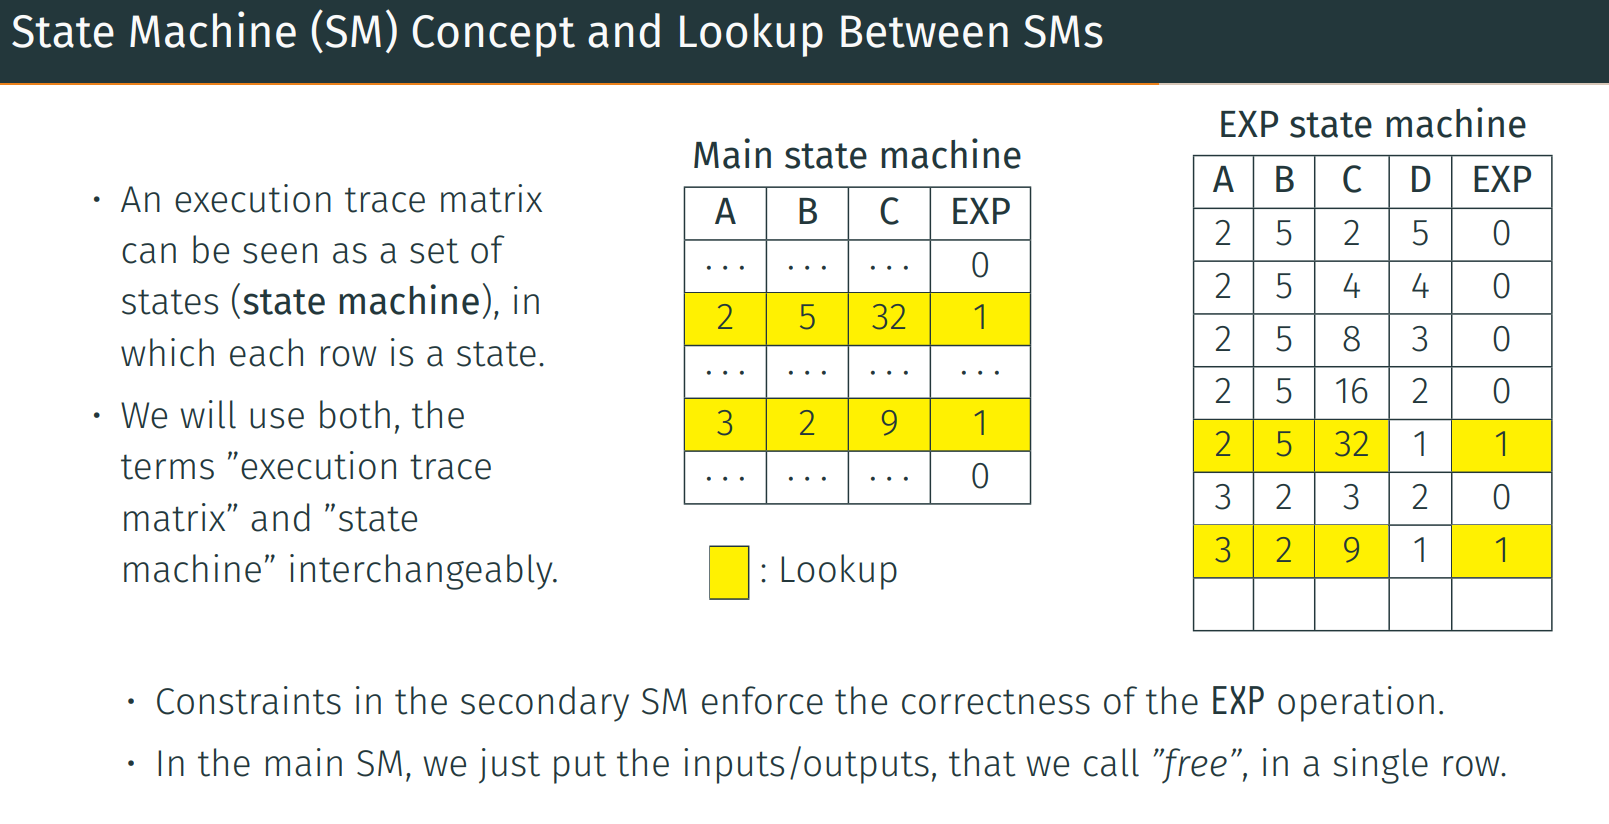 State Machine (SM) Concept and Lookup Between SMs
· An execution trace matrix
can be seen as a set of
states (state machine), in
which each row is a state.
· We will use both, the
terms ”execution trace
matrix” and ”state
machine” interchangeably.
Main state machine
A B C EXP
... ... ... 0
2 5 32 1
... ... ... ...
3 2 9 1
... ... ... 0
: Lookup
EXP state machine
A B C D EXP
2 5 2 5 0
2 5 4 4 0
2 5 8 3 0
2 5 16 2 0
2 5 32 1 1
3 2 3 2 0
3 2 9 1 1
· Constraints in the secondary SM enforce the correctness of the EXP operation.
· In the main SM, we just put the inputs/outputs, that we call ”free”, in a single row.